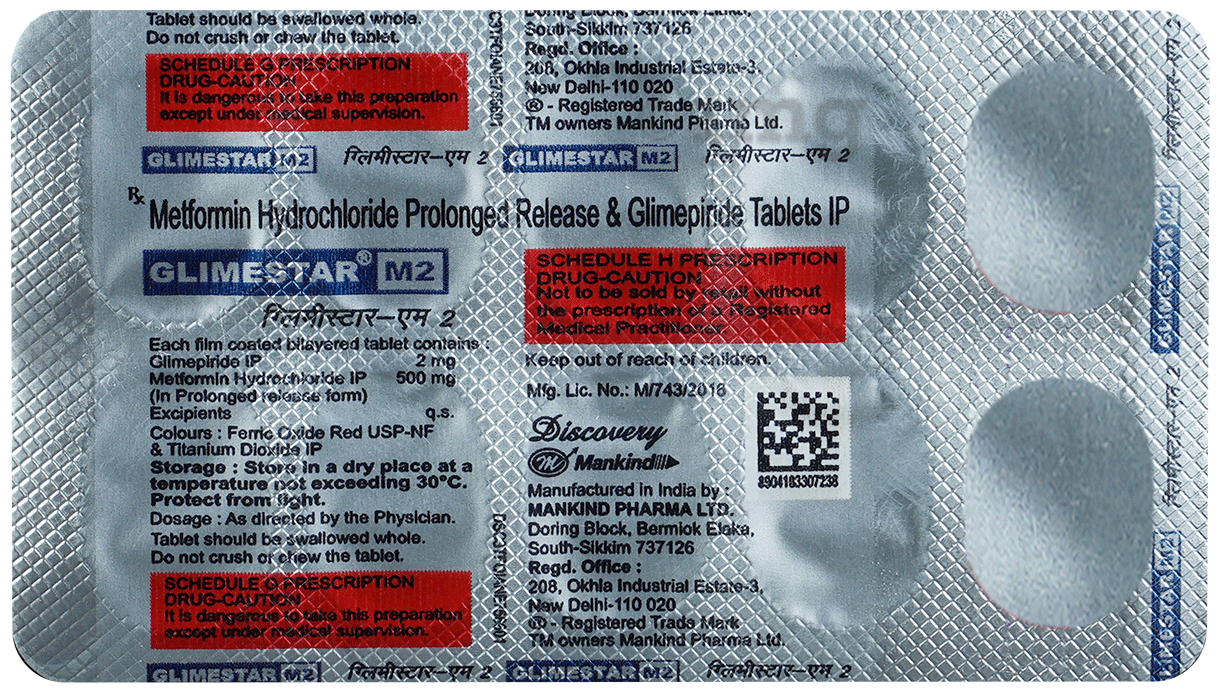 Tablet should be swallowed whole.
Do not crush or chew the tablet.
SCHEDULE G PRESCRIPTION
DRUG-CAUTION
It is dangerous to take this preparation
except under medical supervision.
South-Sikkim 737126
Regd. Office :
208, Okhla Industrial Estate-3,
New Delhi-110 020
® - Registered Trade Mark
TM owners Mankind Pharma Ltd.
GLIMESTAR M2 ग्लिमीस्टार-एम 2 GLIMESTAR M2 ग्लिमीस्टार-एम 2
Rx Metformin Hydrochloride Prolonged Release & Glimepiride Tablets IP
GLIMESTAR® M2
ग्लिमीस्टार-एम 2
Each film coated bilayered tablet contains :
Glimepiride IP 2 mg
Metformin Hydrochloride IP 500 mg
(In Prolonged release form)
Excipients q.s.
Colours : Ferric Oxide Red USP-NF
& Titanium Dioxide IP
Storage : Store in a dry place at a
temperature not exceeding 30°C.
Protect from light.
Dosage : As directed by the Physician.
Tablet should be swallowed whole.
Do not crush or chew the tablet.
SCHEDULE G PRESCRIPTION
DRUG-CAUTION
It is dangerous to take this preparation
except under medical supervision.
SCHEDULE H PRESCRIPTION
DRUG-CAUTION
Not to be sold by retail without
the prescription of a Registered
Medical Practitioner.
Keep out of reach of children.
Mfg. Lic. No.: M/743/2016
Discovery
Mankind
8904183307238
Manufactured in India by :
MANKIND PHARMA LTD.
Doring Block, Bermiok Elaka,
South-Sikkim 737126
Regd. Office :
208, Okhla Industrial Estate-3,
New Delhi-110 020
® - Registered Trade Mark
TM owners Mankind Pharma Ltd.
GLIMESTAR M2 ग्लिमीस्टार-एम 2 GLIMESTAR M2 ग्लिमीस्टार-एम 2
ग्लिमीस्टार-एम 2
GLIMESTAR M2
ग्लिमीस्टार-एम 2
GLIMESTAR M2